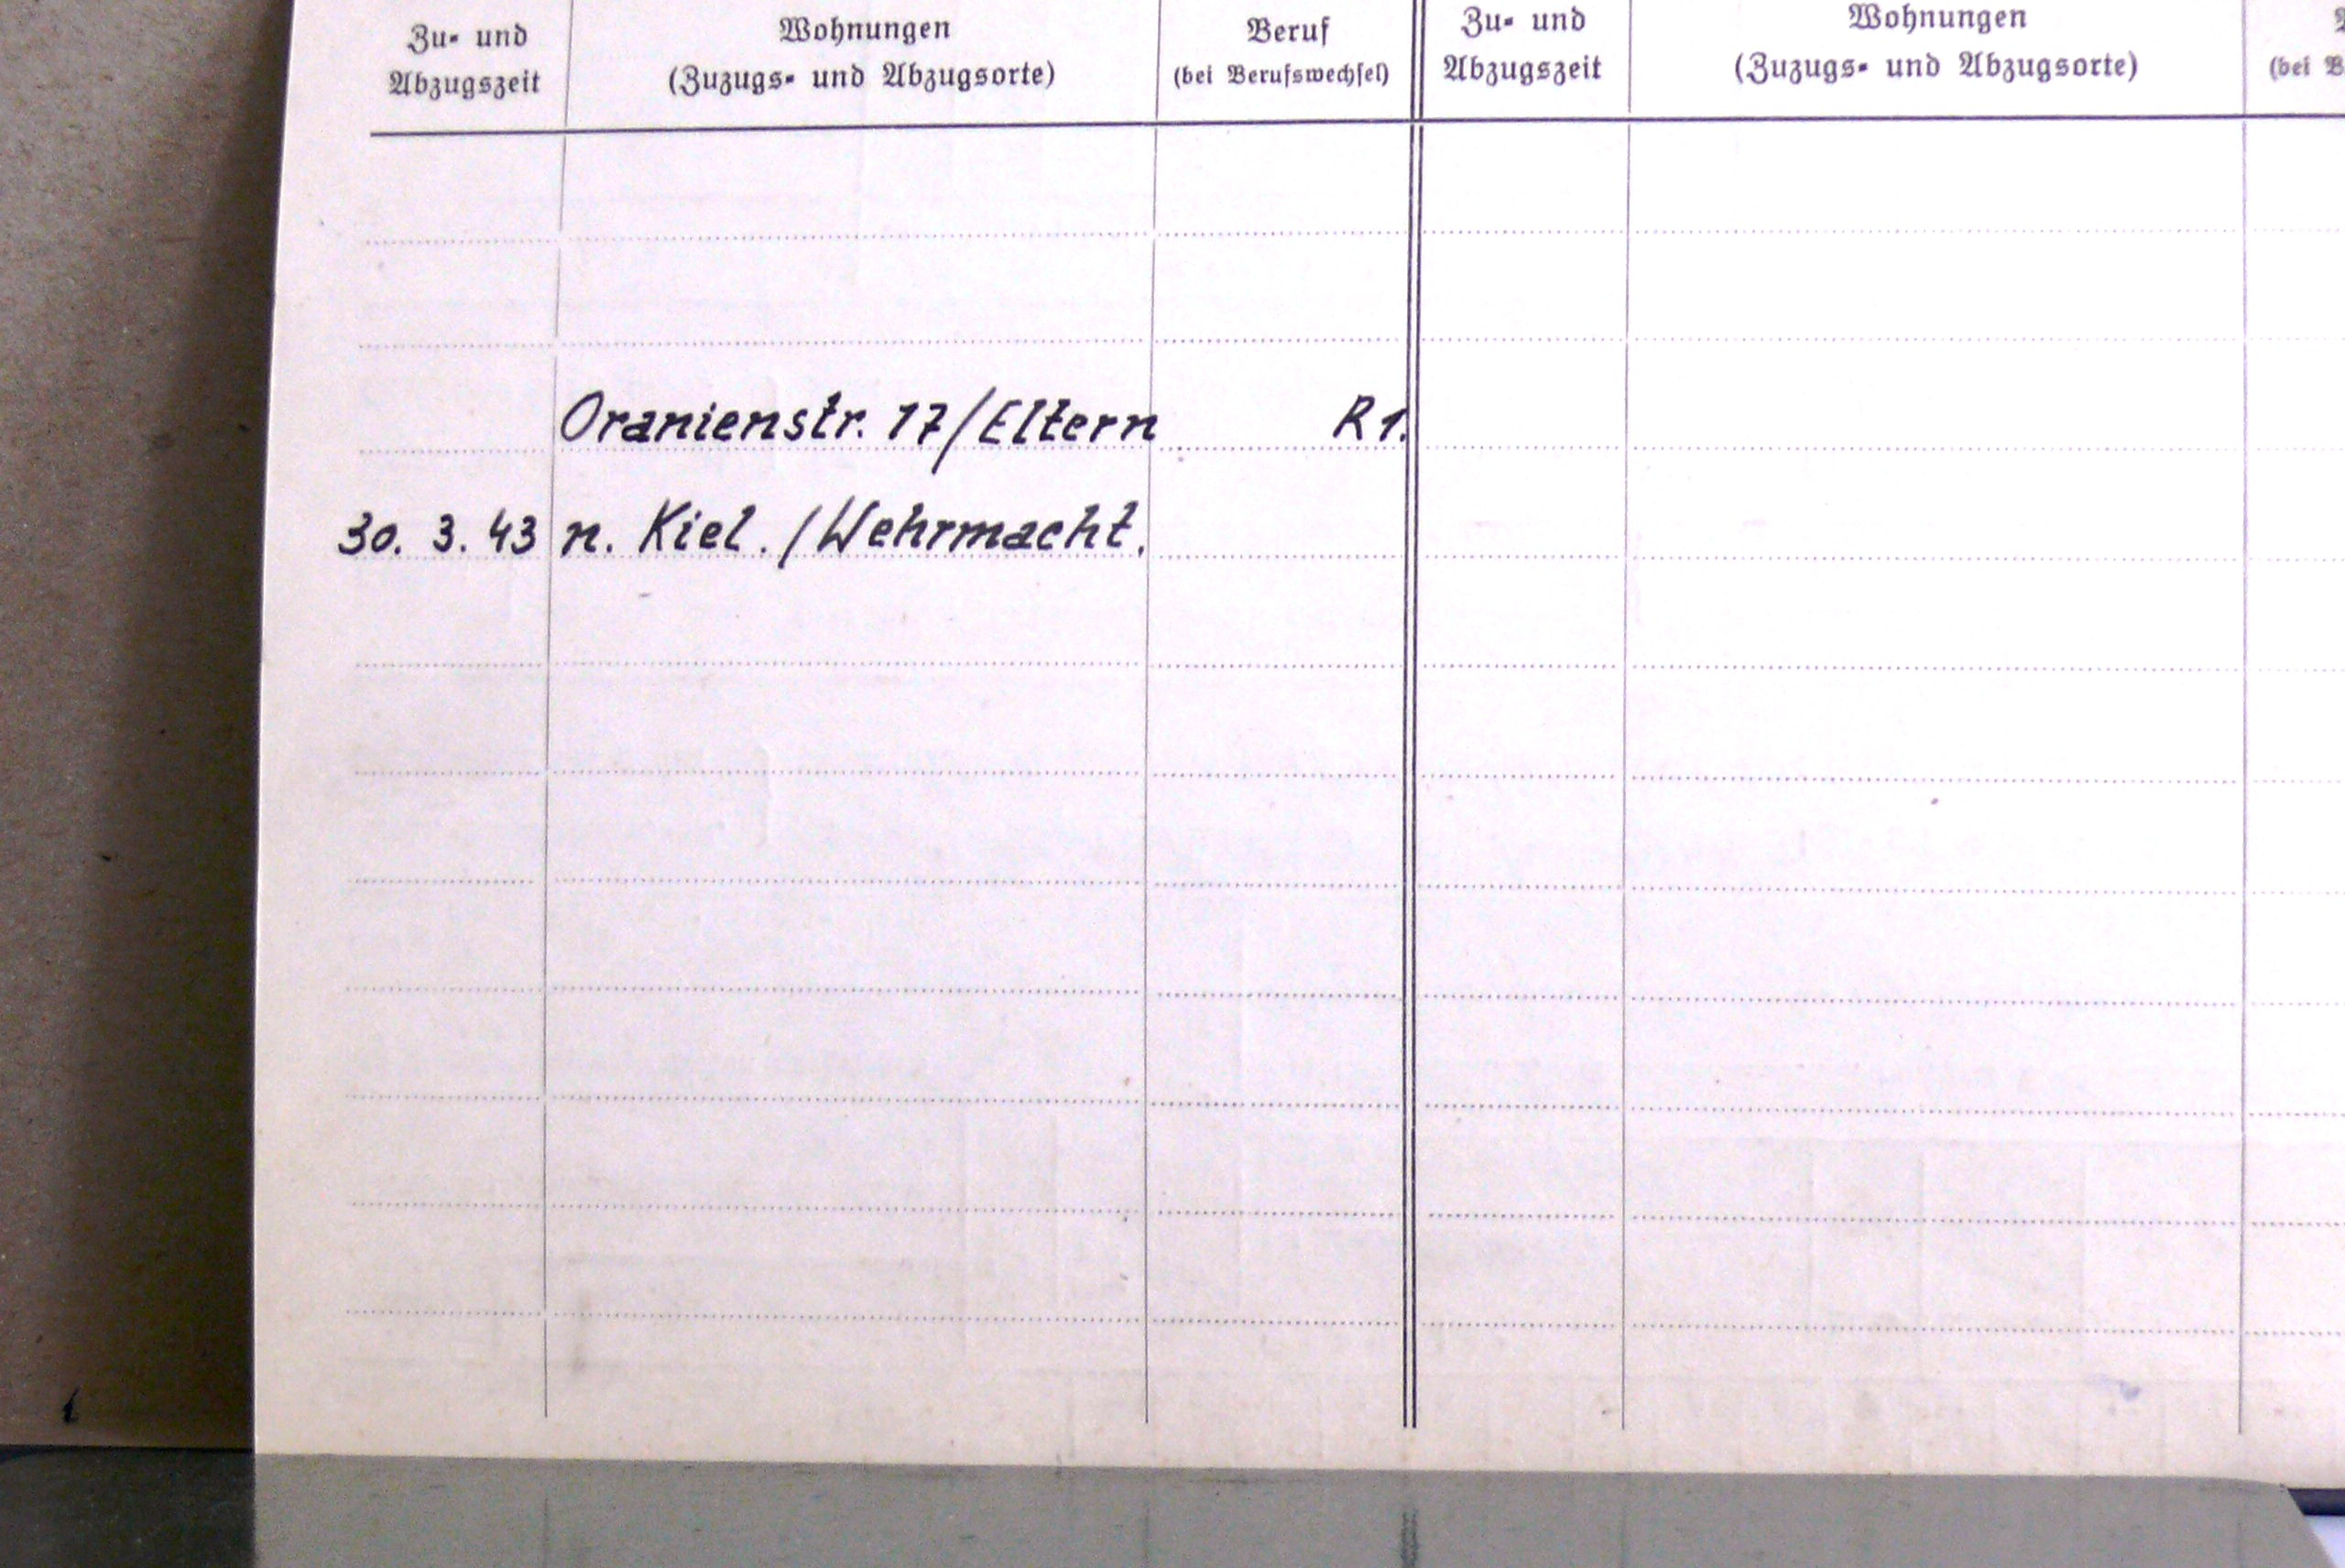 Zu- und Abzugszeit Wohnungen (Zuzugs- und Abzugsorte) Beruf (bei Berufswechsel) Zu- und Abzugszeit Wohnungen (Zuzugs- und Abzugsorte) (bei
Oranienstr. 17/Eltern R1.
30. 3. 43 n. Kiel. /Wehrmacht.